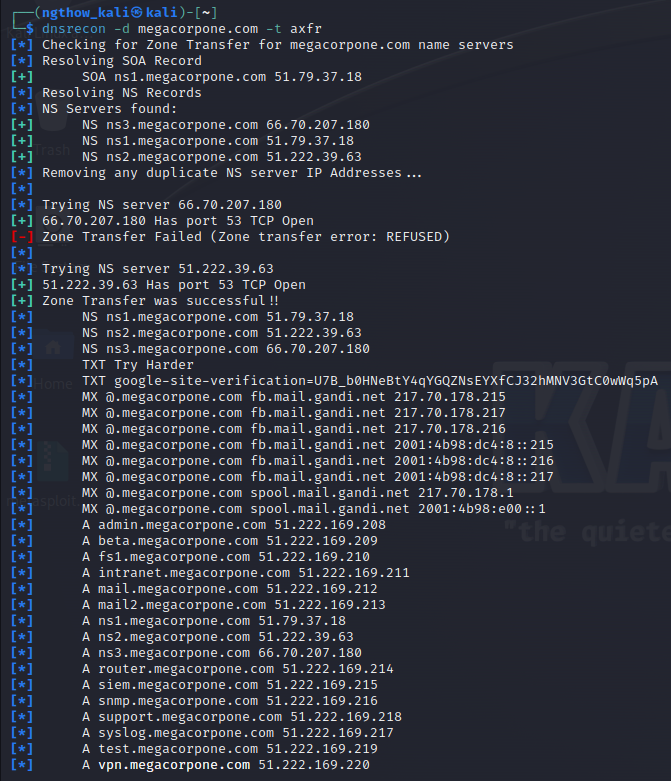 ┌──(ngthow_kali㉿kali)-[~]
└─$ dnsrecon -d megacorpone.com -t axfr
[*] Checking for Zone Transfer for megacorpone.com name servers
[*] Resolving SOA Record
[+] SOA ns1.megacorpone.com 51.79.37.18
[*] Resolving NS Records
[*] NS Servers found:
[+] NS ns3.megacorpone.com 66.70.207.180
[+] NS ns1.megacorpone.com 51.79.37.18
[+] NS ns2.megacorpone.com 51.222.39.63
[*] Removing any duplicate NS server IP Addresses...
[*]
[*] Trying NS server 66.70.207.180
[+] 66.70.207.180 Has port 53 TCP Open
[-] Zone Transfer Failed (Zone transfer error: REFUSED)
[*]
[*] Trying NS server 51.222.39.63
[+] 51.222.39.63 Has port 53 TCP Open
[+] Zone Transfer was successful!!
[*] NS ns1.megacorpone.com 51.79.37.18
[*] NS ns2.megacorpone.com 51.222.39.63
[*] NS ns3.megacorpone.com 66.70.207.180
[*] TXT Try Harder
[*] TXT google-site-verification=U7B_b0HNeBtY4qYGQZNsEYXfCJ32hMNV3GtC0wWq5pA
[*] MX @.megacorpone.com fb.mail.gandi.net 217.70.178.215
[*] MX @.megacorpone.com fb.mail.gandi.net 217.70.178.217
[*] MX @.megacorpone.com fb.mail.gandi.net 217.70.178.216
[*] MX @.megacorpone.com fb.mail.gandi.net 2001:4b98:dc4:8::215
[*] MX @.megacorpone.com fb.mail.gandi.net 2001:4b98:dc4:8::216
[*] MX @.megacorpone.com fb.mail.gandi.net 2001:4b98:dc4:8::217
[*] MX @.megacorpone.com spool.mail.gandi.net 217.70.178.1
[*] MX @.megacorpone.com spool.mail.gandi.net 2001:4b98:e00::1
[*] A admin.megacorpone.com 51.222.169.208
[*] A beta.megacorpone.com 51.222.169.209
[*] A fs1.megacorpone.com 51.222.169.210
[*] A intranet.megacorpone.com 51.222.169.211
[*] A mail.megacorpone.com 51.222.169.212
[*] A mail2.megacorpone.com 51.222.169.213
[*] A ns1.megacorpone.com 51.79.37.18
[*] A ns2.megacorpone.com 51.222.39.63
[*] A ns3.megacorpone.com 66.70.207.180
[*] A router.megacorpone.com 51.222.169.214
[*] A siem.megacorpone.com 51.222.169.215
[*] A snmp.megacorpone.com 51.222.169.216
[*] A support.megacorpone.com 51.222.169.218
[*] A syslog.megacorpone.com 51.222.169.217
[*] A test.megacorpone.com 51.222.169.219
[*] A vpn.megacorpone.com 51.222.169.220
Trash
Home
KA
"the quiete